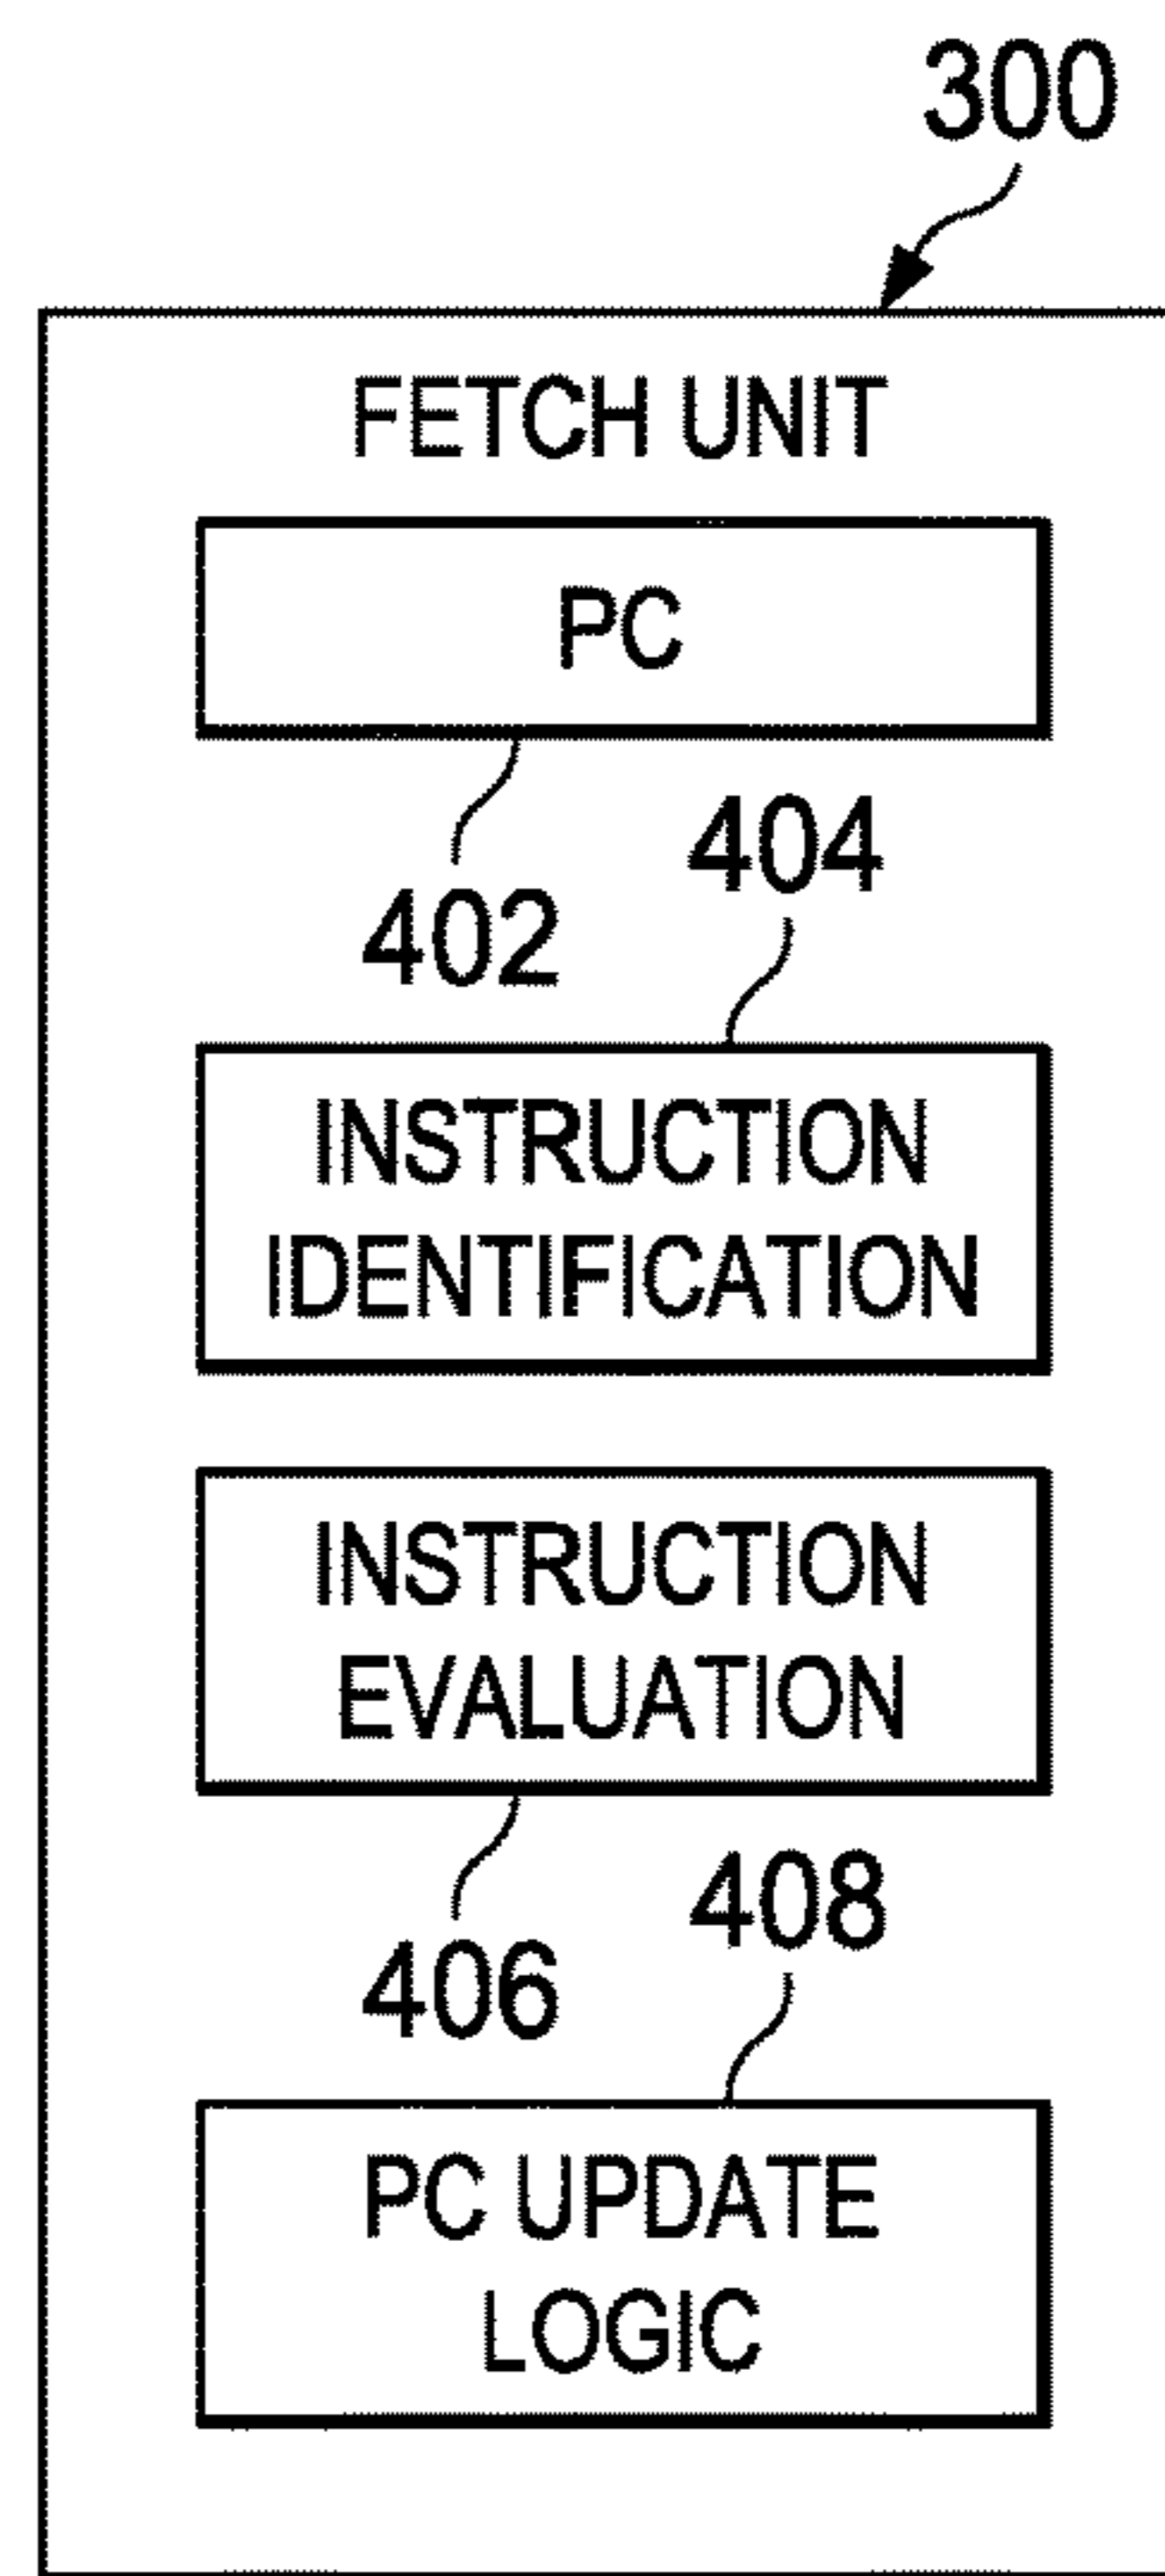 300
FETCH UNIT
PC
404
402
INSTRUCTION
IDENTIFICATION
INSTRUCTION
EVALUATION
408
406
PC UPDATE
LOGIC